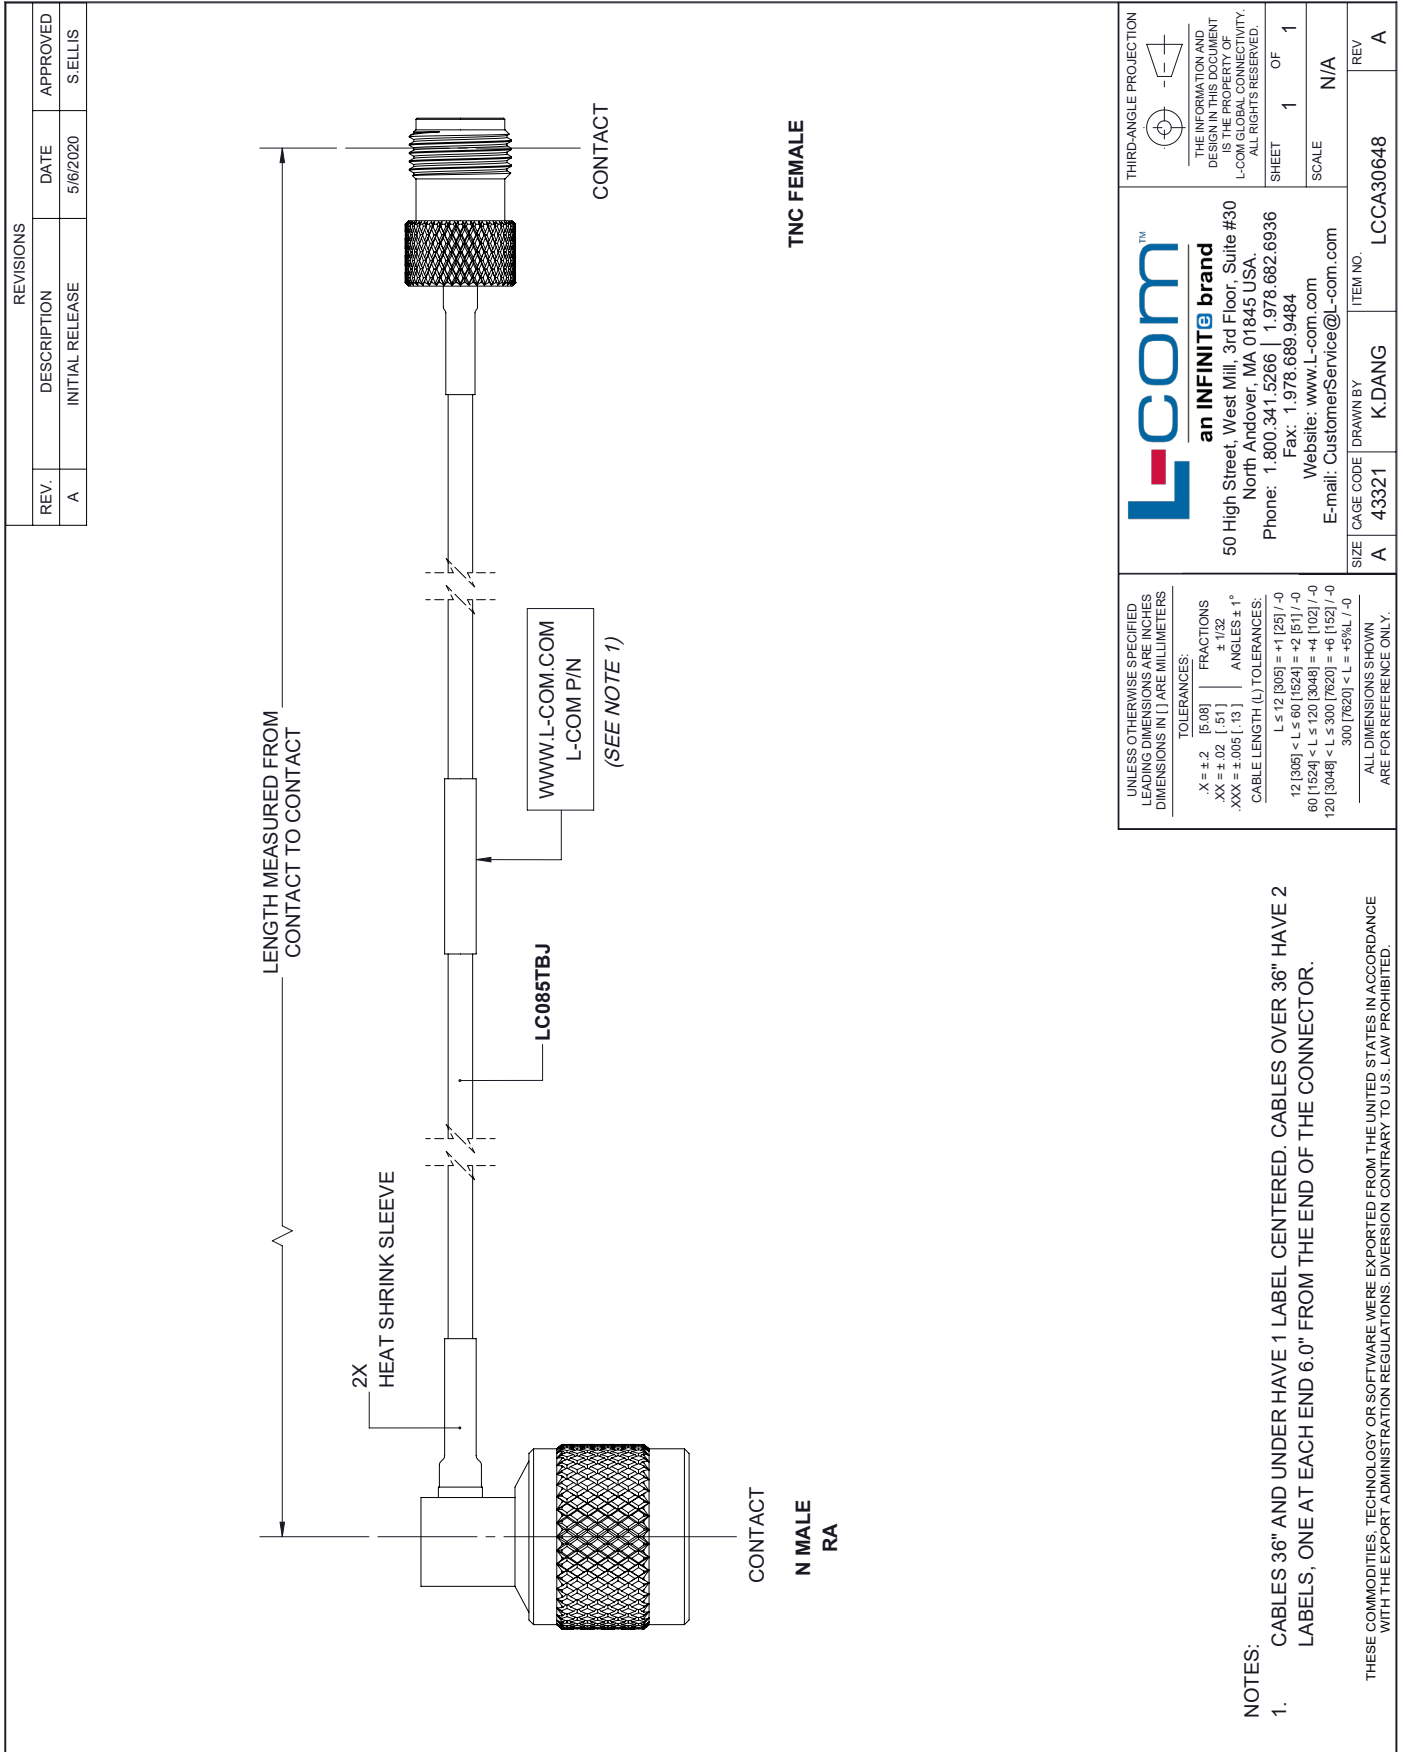 REVISIONS
REV. DESCRIPTION DATE APPROVED
A INITIAL RELEASE 5/6/2020 S.ELLIS
LENGTH MEASURED FROM
CONTACT TO CONTACT
2X
HEAT SHRINK SLEEVE
LC085TBJ
WWW.L-COM.COM
L-COM P/N
(SEE NOTE 1)
CONTACT
N MALE
RA
CONTACT
TNC FEMALE
NOTES:
1. CABLES 36" AND UNDER HAVE 1 LABEL CENTERED. CABLES OVER 36" HAVE 2
LABELS, ONE AT EACH END 6.0" FROM THE END OF THE CONNECTOR.
THESE COMMODITIES, TECHNOLOGY OR SOFTWARE WERE EXPORTED FROM THE UNITED STATES IN ACCORDANCE
WITH THE EXPORT ADMINISTRATION REGULATIONS. DIVERSION CONTRARY TO U.S. LAW PROHIBITED.
UNLESS OTHERWISE SPECIFIED
LEADING DIMENSIONS ARE INCHES
DIMENSIONS IN [ ] ARE MILLIMETERS
TOLERANCES:
.X = ± .2 [5.08] FRACTIONS
.XX = ± .02 [ .51 ] ± 1/32
.XXX = ± .005 [ .13 ] ANGLES ± 1°
CABLE LENGTH (L) TOLERANCES:
L ≤ 12 [305] = +1 [25] / -0
12 [305] < L ≤ 60 [1524] = +2 [51] / -0
60 [1524] < L ≤ 120 [3048] = +4 [102] / -0
120 [3048] < L ≤ 300 [7620] = +6 [152] / -0
300 [7620] < L = +5%L / -0
ALL DIMENSIONS SHOWN
ARE FOR REFERENCE ONLY.
L-com™
an INFINITe brand
50 High Street, West Mill, 3rd Floor, Suite #30
North Andover, MA 01845 USA.
Phone: 1.800.341.5266 | 1.978.682.6936
Fax: 1.978.689.9484
Website: www.L-com.com
E-mail: CustomerService@L-com.com
THIRD-ANGLE PROJECTION
THE INFORMATION AND
DESIGN IN THIS DOCUMENT
IS THE PROPERTY OF
L-COM GLOBAL CONNECTIVITY.
ALL RIGHTS RESERVED.
SHEET 1 OF 1
SCALE N/A
SIZE A
CAGE CODE 43321
DRAWN BY K.DANG
ITEM NO. LCCA30648
REV A